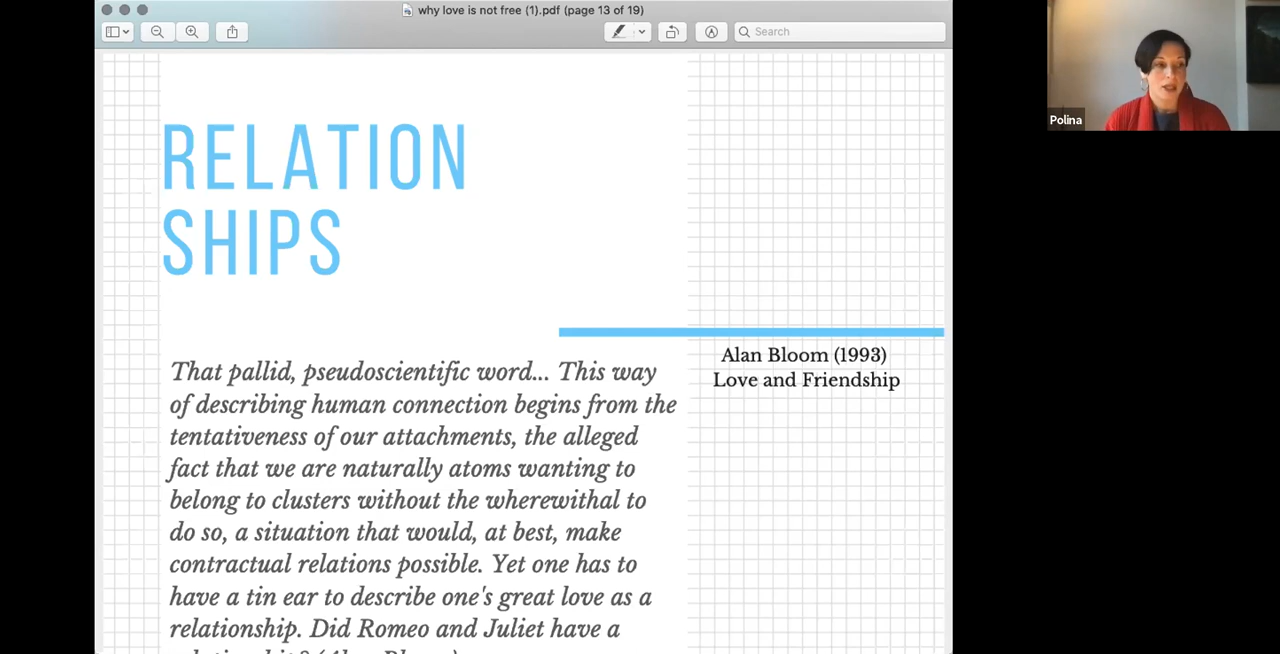 why love is not free (1).pdf (page 13 of 19)
Search
Polina
RELATION
SHIPS
Alan Bloom (1993)
Love and Friendship
That pallid, pseudoscientific word... This way
of describing human connection begins from the
tentativeness of our attachments, the alleged
fact that we are naturally atoms wanting to
belong to clusters without the wherewithal to
do so, a situation that would, at best, make
contractual relations possible. Yet one has to
have a tin ear to describe one's great love as a
relationship. Did Romeo and Juliet have a